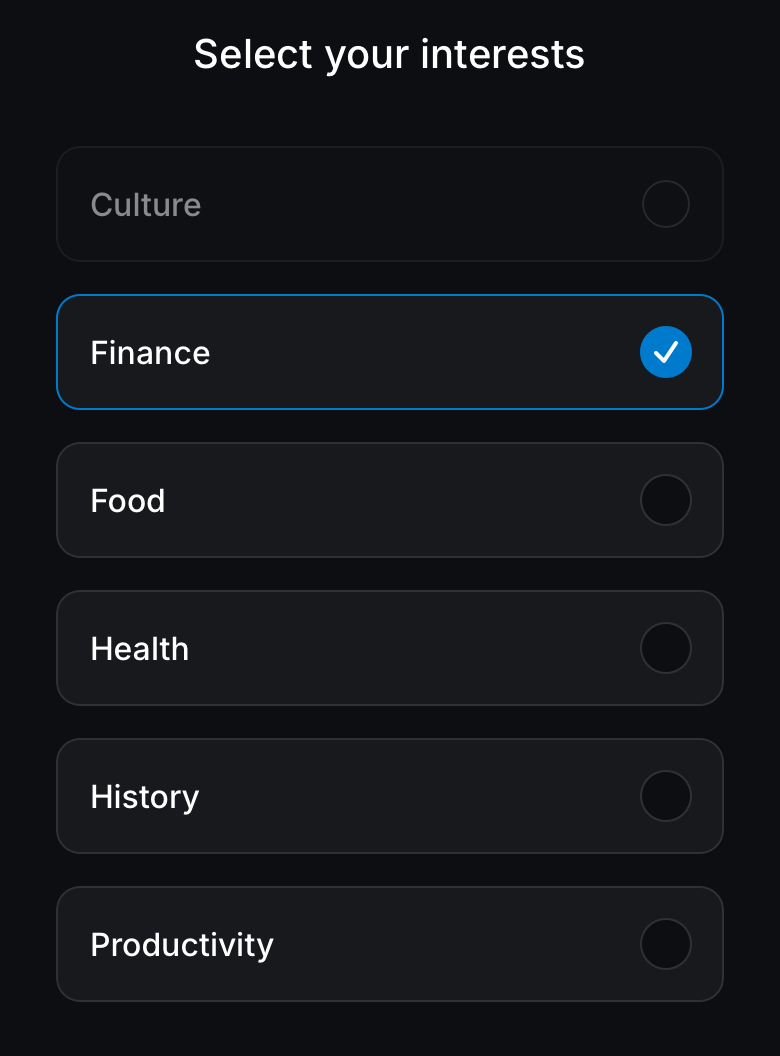 Select your interests
Culture
Finance
Food
Health
History
Productivity